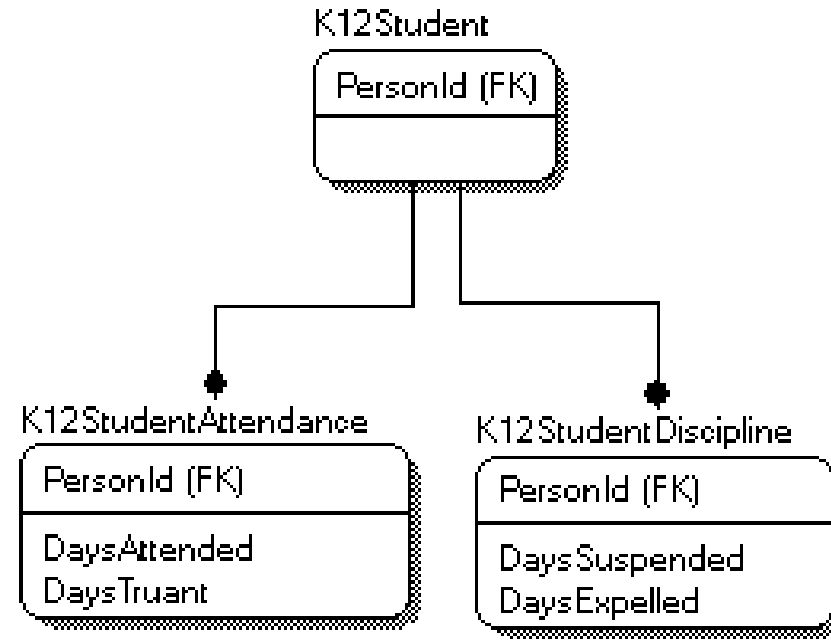 K12Student
PersonId (FK)
K12StudentAttendance
PersonId (FK)
DaysAttended
DaysTruant
K12StudentDiscipline
PersonId (FK)
DaysSuspended
DaysExpelled